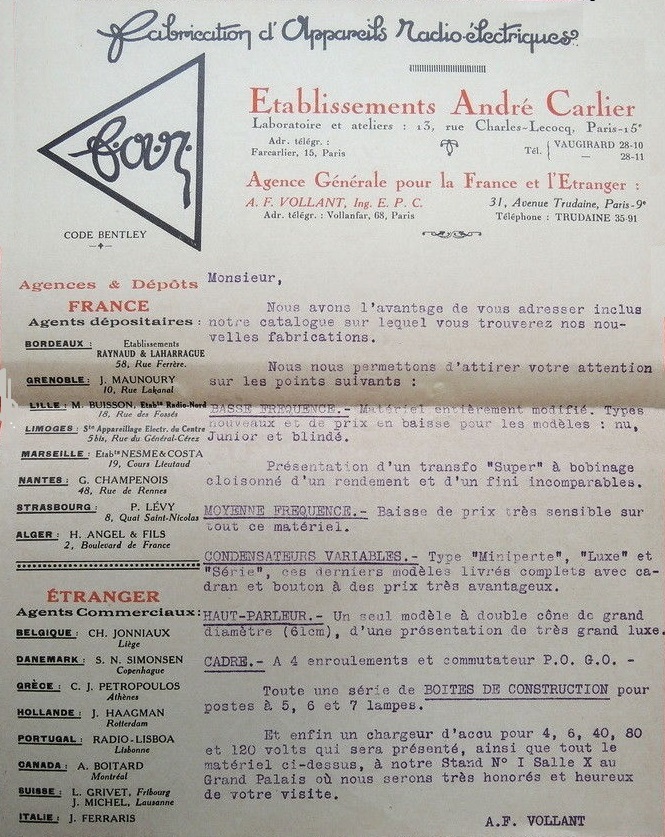 Fabrication d'Appareils Radio-électriques
f.a.r.
CODE BENTLEY
Etablissements André Carlier
Laboratoire et ateliers : 13, rue Charles-Lecocq, Paris-15e
Adr. télégr. :
Farcarlier, 15, Paris
Tél. { VAUGIRARD 28-10
— 28-11
Agence Générale pour la France et l'Etranger :
A. F. VOLLANT, Ing. E. P. C.
31, Avenue Trudaine, Paris-9e
Adr. télégr. : Vollanfar, 68, Paris
Téléphone : TRUDAINE 35-91
Agences & Dépôts
FRANCE
Agents dépositaires :
BORDEAUX : Etablissements
RAYNAUD & LAHARRAGUE
58, Rue Ferrère.
GRENOBLE : J. MAUNOURY
10, Rue Lakanal
LILLE : M. BUISSON, Etabts Radio-Nord
18, Rue des Fossés
LIMOGES : Sté Appareillage Electr. du Centre
5bis, Rue du Général-Cérez
MARSEILLE : Etabts NESME & COSTA
19, Cours Lieutaud
NANTES : G. CHAMPENOIS
48, Rue de Rennes
STRASBOURG : P. LÉVY
8, Quai Saint-Nicolas
ALGER : H. ANGEL & FILS
2, Boulevard de France
ÉTRANGER
Agents Commerciaux :
BELGIQUE : CH. JONNIAUX
Liège
DANEMARK : S. N. SIMONSEN
Copenhague
GRÈCE : C. J. PETROPOULOS
Athènes
HOLLANDE : J. HAAGMAN
Rotterdam
PORTUGAL : RADIO-LISBOA
Lisbonne
CANADA : A. BOITARD
Montréal
SUISSE : L. GRIVET, Fribourg
J. MICHEL, Lausanne
ITALIE : J. FERRARIS
Monsieur,
Nous avons l'avantage de vous adresser inclus
notre catalogue sur lequel vous trouverez nos nou-
velles fabrications.
Nous nous permettons d'attirer votre attention
sur les points suivants :
BASSE FREQUENCE.- Matériel entièrement modifié. Types
nouveaux et de prix en baisse pour les modèles : nu,
Junior et blindé.
Présentation d'un transfo "Super" à bobinage
cloisonné d'un rendement et d'un fini incomparables.
MOYENNE FREQUENCE.- Baisse de prix très sensible sur
tout ce matériel.
CONDENSATEURS VARIABLES.- Type "Miniperte", "Luxe" et
"Série", ces derniers modèles livrés complets avec ca-
dran et bouton à des prix très avantageux.
HAUT-PARLEUR.- Un seul modèle à double cône de grand
diamètre (61cm), d'une présentation de très grand luxe.
CADRE.- A 4 enroulements et commutateur P.O. G.O. -
Toute une série de BOITES DE CONSTRUCTION pour
postes à 5, 6 et 7 lampes.
Et enfin un chargeur d'accu pour 4, 6, 40, 80
et 120 volts qui sera présenté, ainsi que tout le
matériel ci-dessus, à notre Stand N° I Salle X au
Grand Palais où nous serons très honorés et heureux
de votre visite.
A.F. VOLLANT